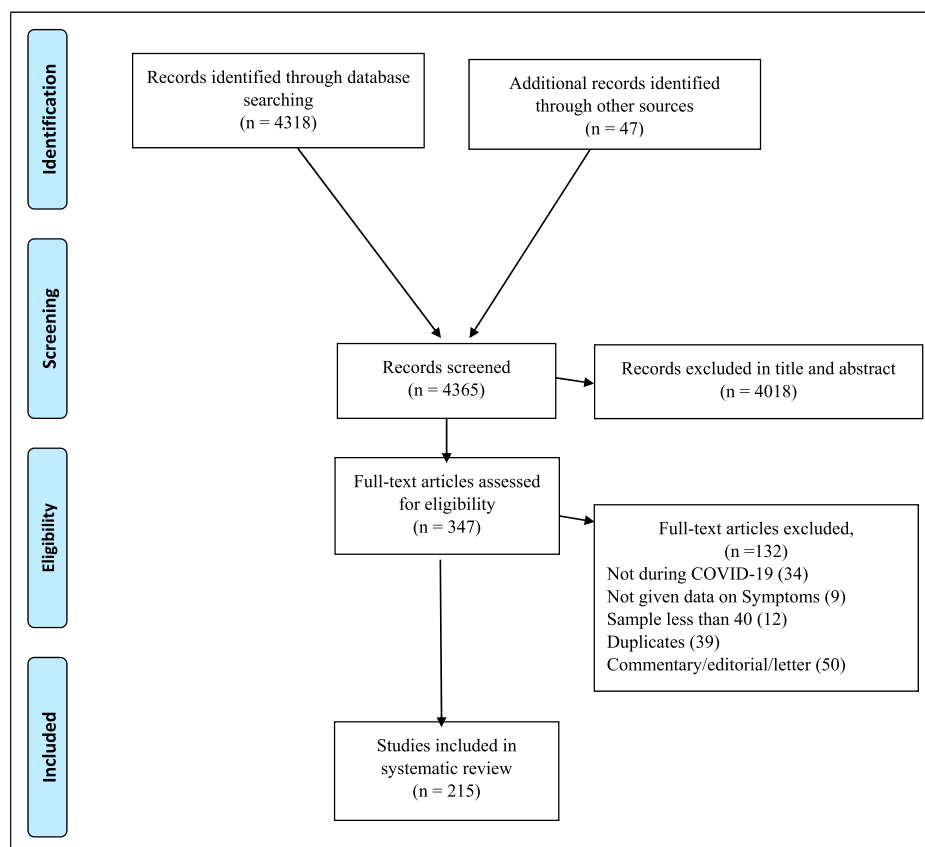 Identification
Records identified through database
searching
(n = 4318)
Additional records identified
through other sources
(n = 47)
Screening
Records screened
(n = 4365)
Records excluded in title and abstract
(n = 4018)
Eligibility
Full-text articles assessed
for eligibility
(n = 347)
Full-text articles excluded,
(n =132)
Not during COVID-19 (34)
Not given data on Symptoms (9)
Sample less than 40 (12)
Duplicates (39)
Commentary/editorial/letter (50)
Included
Studies included in
systematic review
(n = 215)